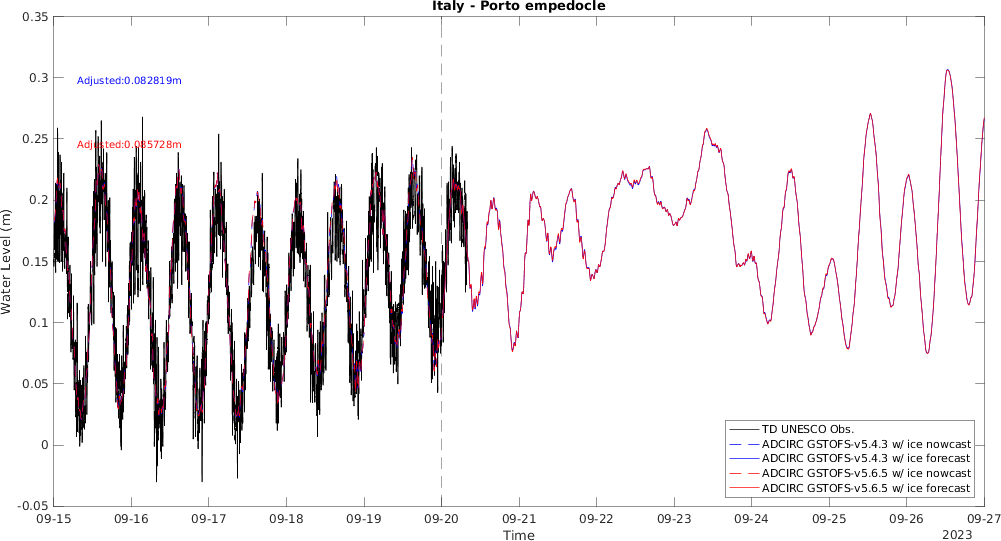 Italy - Porto empedocle
0.35
0.3
0.25
0.2
0.15
0.1
0.05
0
-0.05
Water Level (m)
Adjusted:0.082819m
Adjusted:0.085728m
TD UNESCO Obs.
ADCIRC GSTOFS-v5.4.3 w/ ice nowcast
ADCIRC GSTOFS-v5.4.3 w/ ice forecast
ADCIRC GSTOFS-v5.6.5 w/ ice nowcast
ADCIRC GSTOFS-v5.6.5 w/ ice forecast
09-15 09-16 09-17 09-18 09-19 09-20 09-21 09-22 09-23 09-24 09-25 09-26 09-27
Time
2023